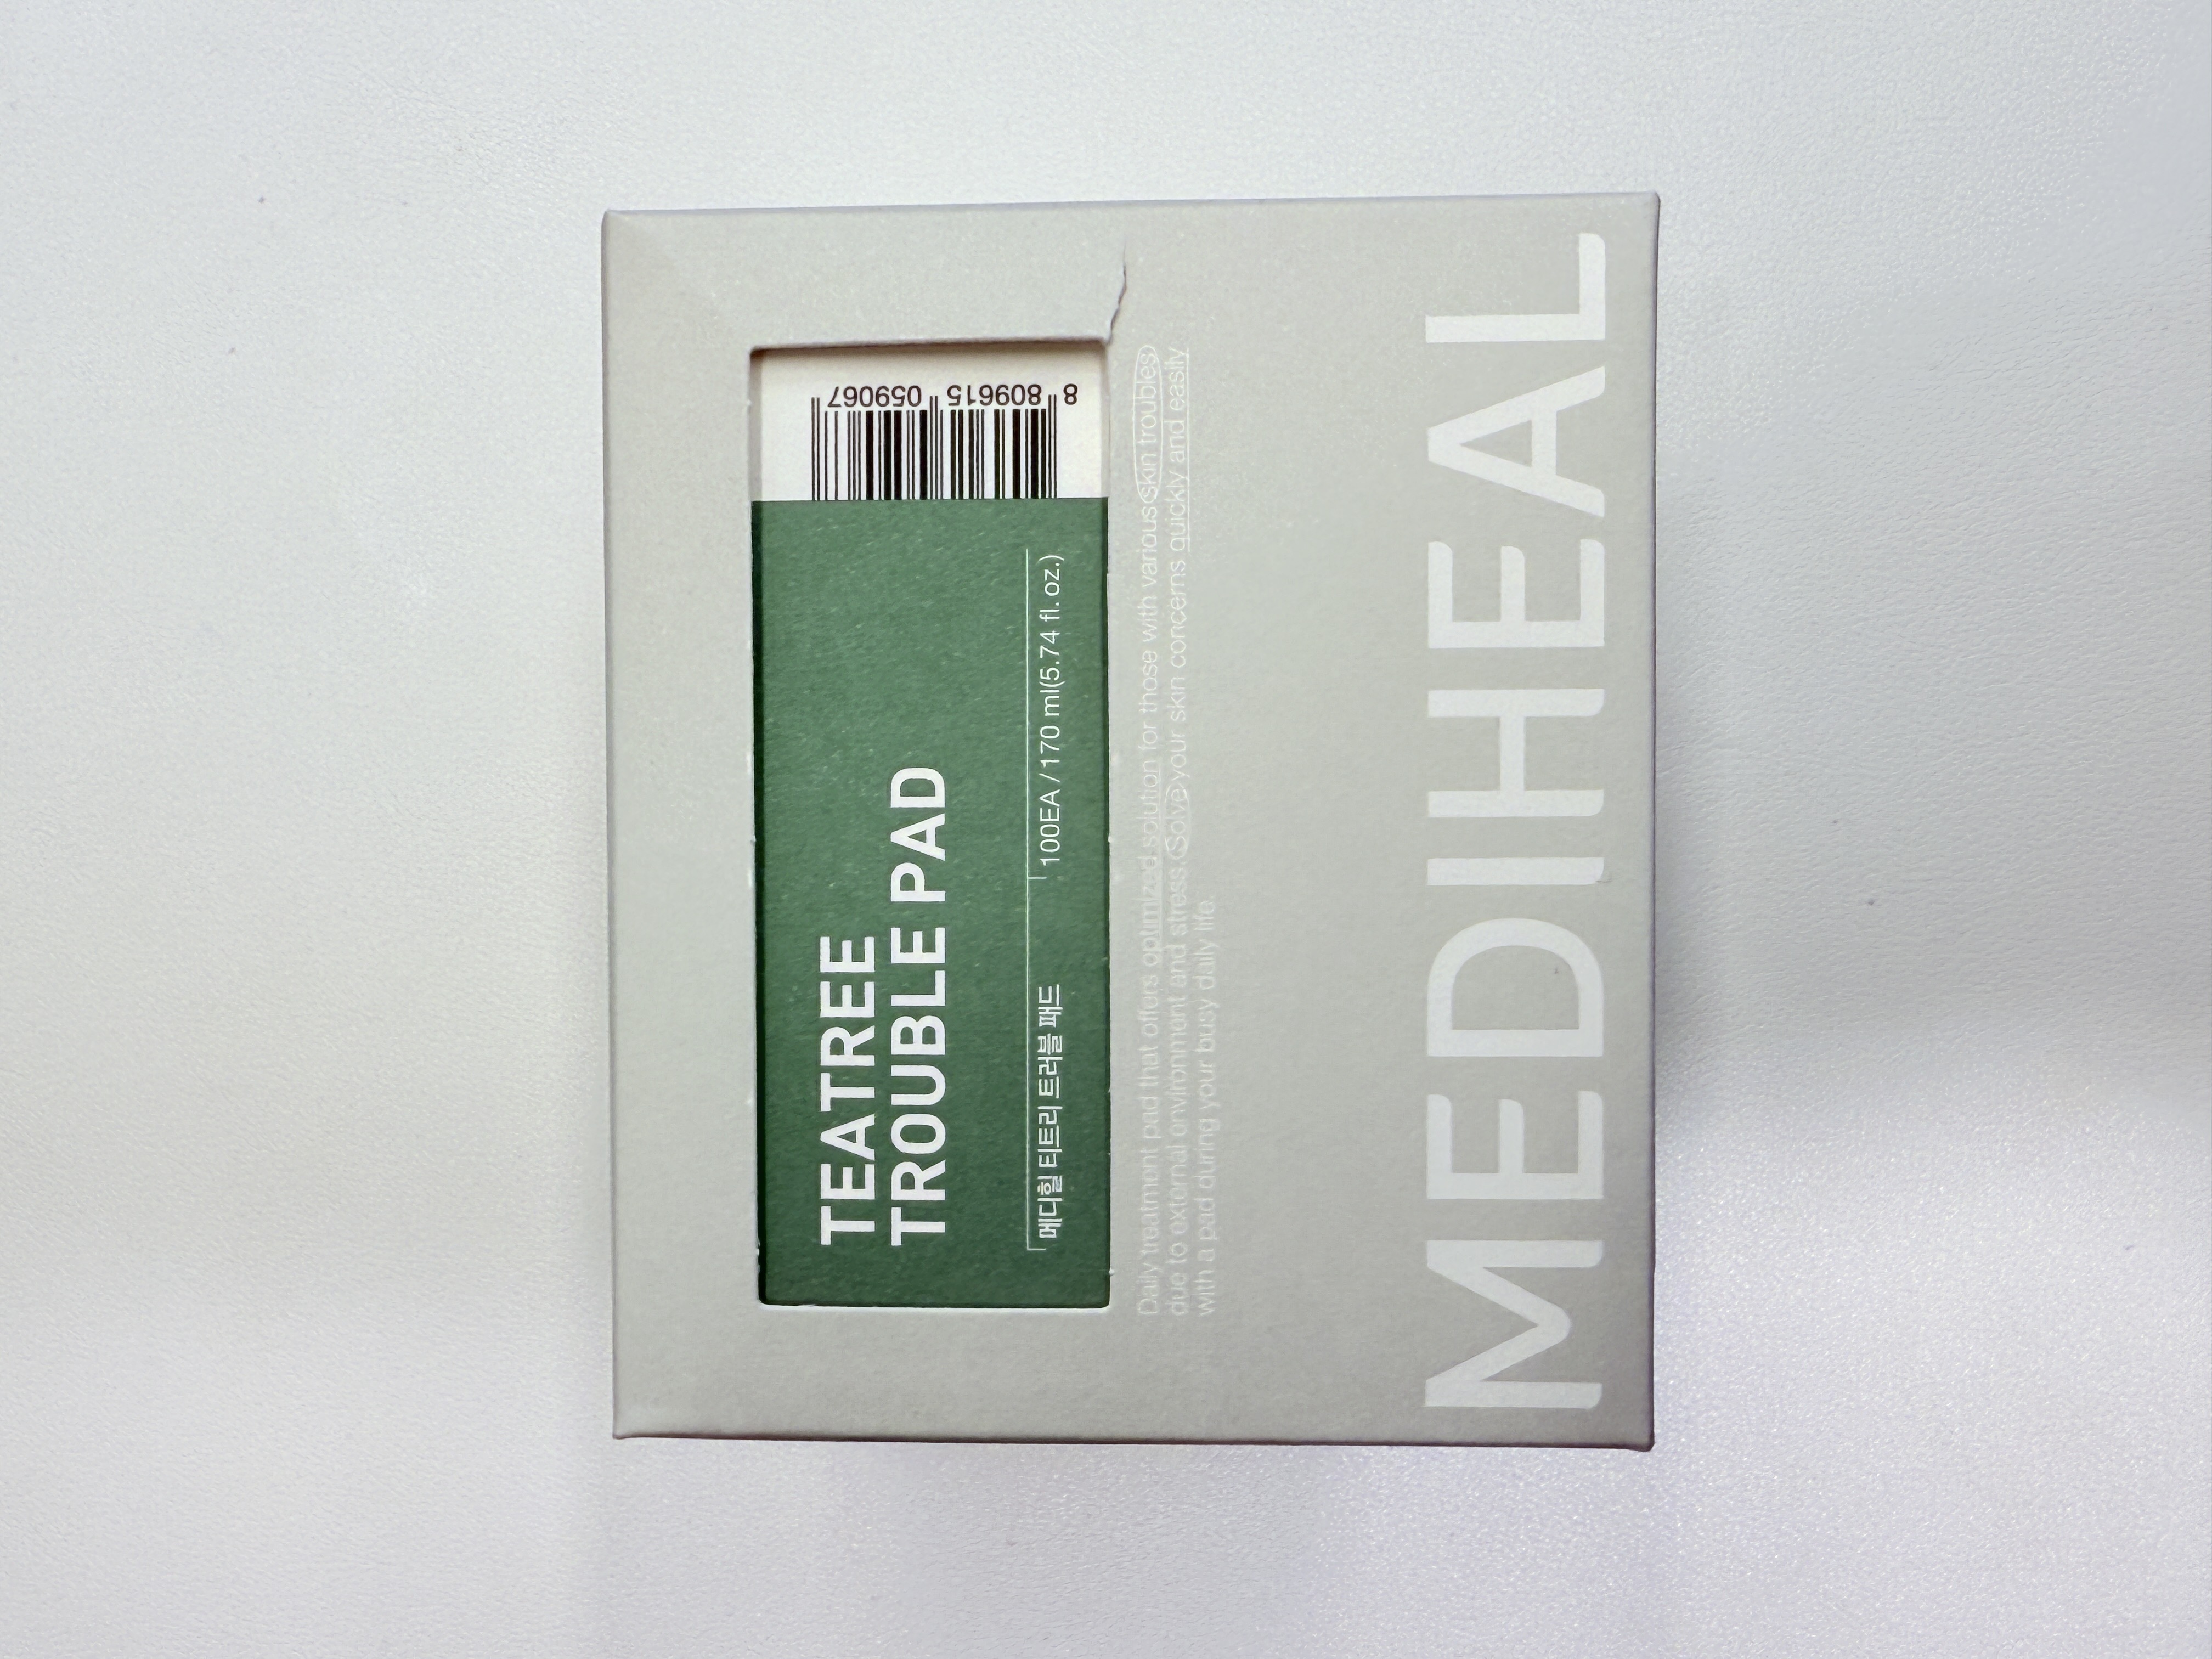 TEATREE
TROUBLE PAD
메디힐 티트리 트러블 패드
100EA / 170 ml(5.74 fl. oz.)
8 809615 059067
Daily treatment pad that offers optimized solution for those with various skin troubles
due to external environment and stress. Solve your skin concerns quickly and easily
with a pad during your busy daily life.
MEDIHEAL